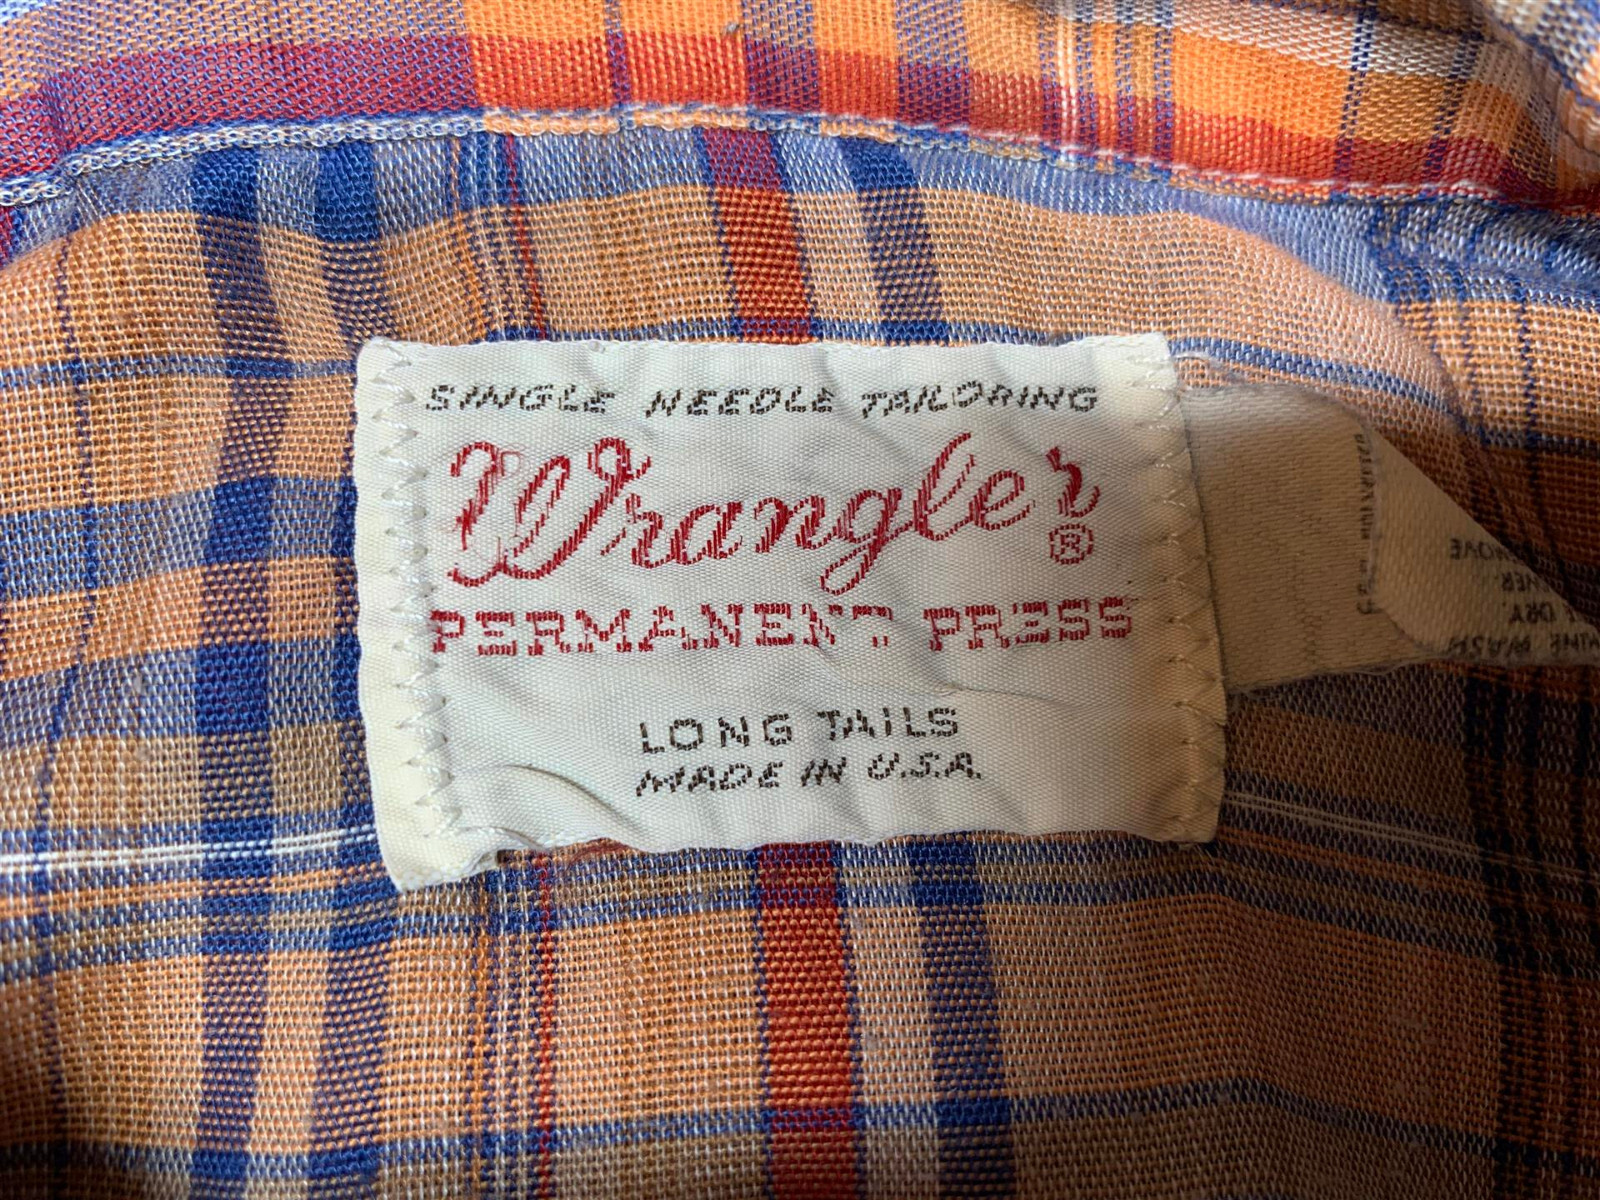 SINGLE NEEDLE TAILORING
Wrangler®
PERMANENT PRESS
LONG TAILS
MADE IN U.S.A.